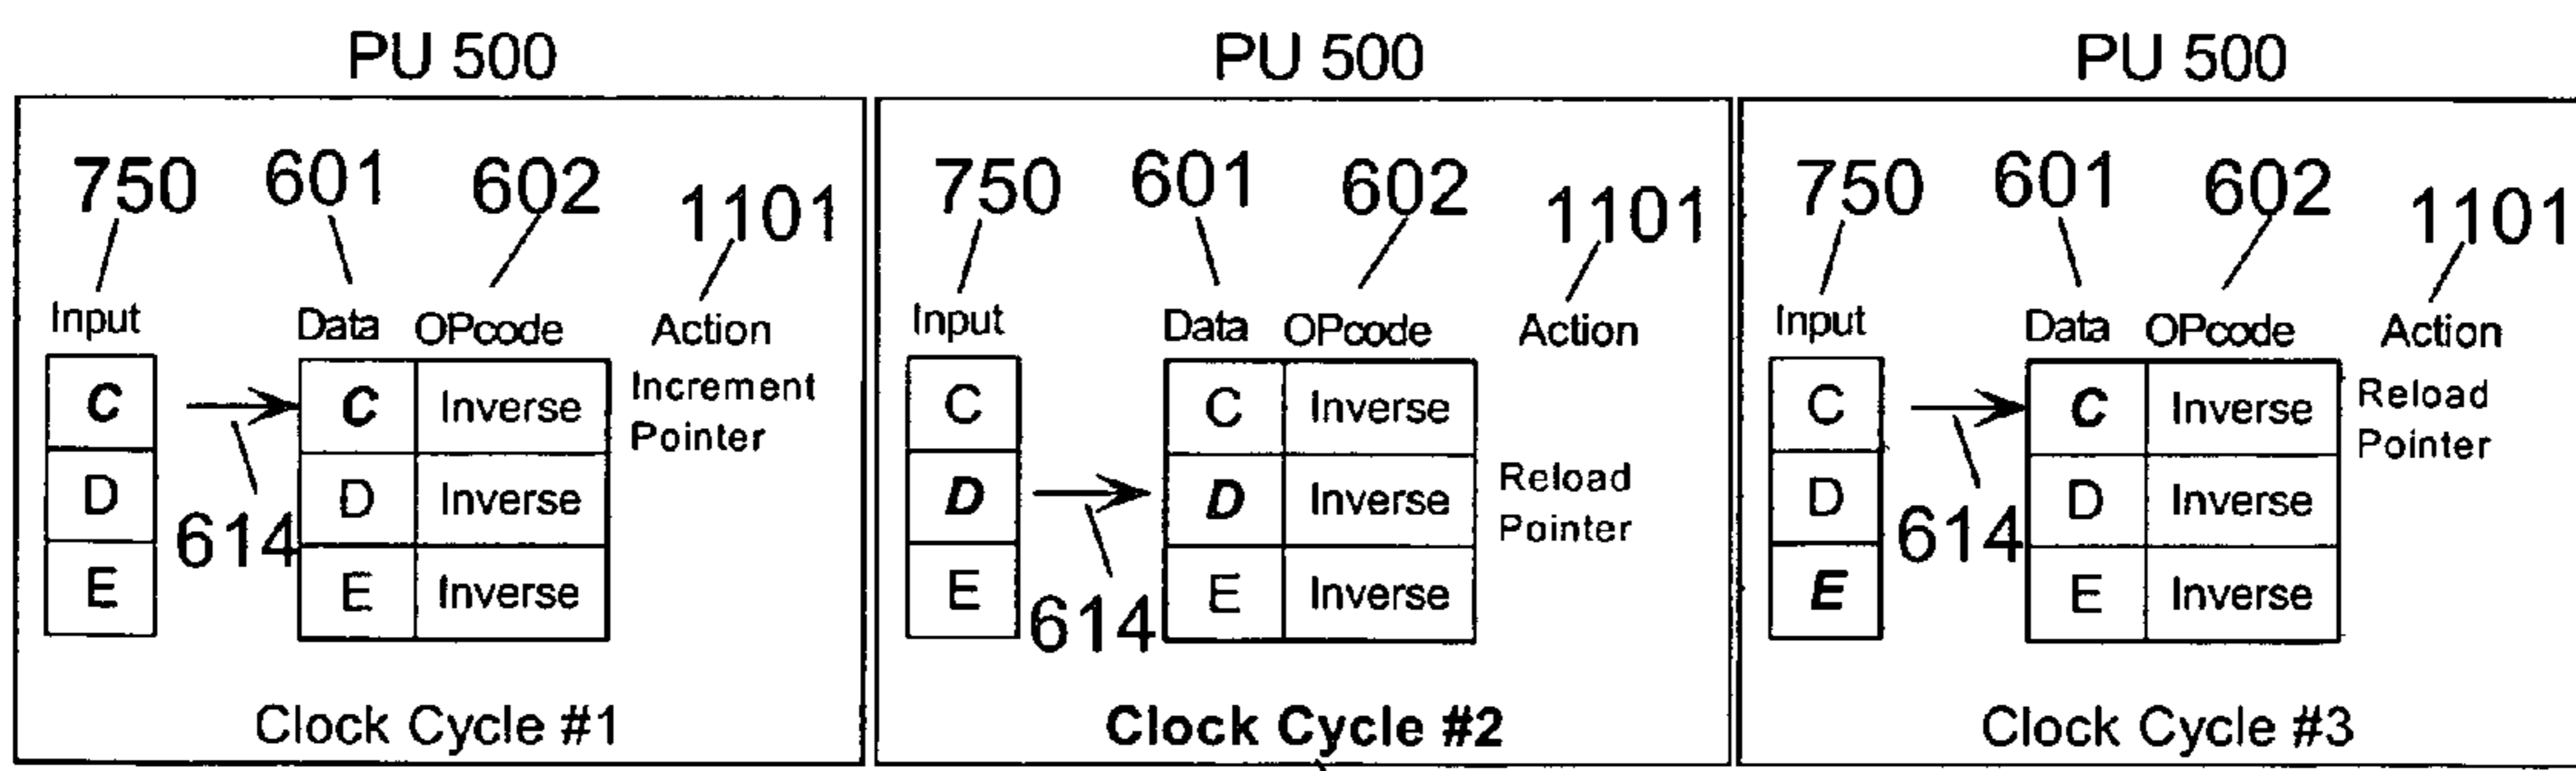 PU 500
750 601 602 1101
Input Data OPcode Action
C C Inverse Increment
Pointer
D D Inverse
614
E E Inverse
Clock Cycle #1
PU 500
750 601 602 1101
Input Data OPcode Action
C C Inverse
D D Inverse Reload
Pointer
E E Inverse
614
Clock Cycle #2
PU 500
750 601 602 1101
Input Data OPcode Action
C C Inverse Reload
Pointer
D D Inverse
614
E E Inverse
Clock Cycle #3